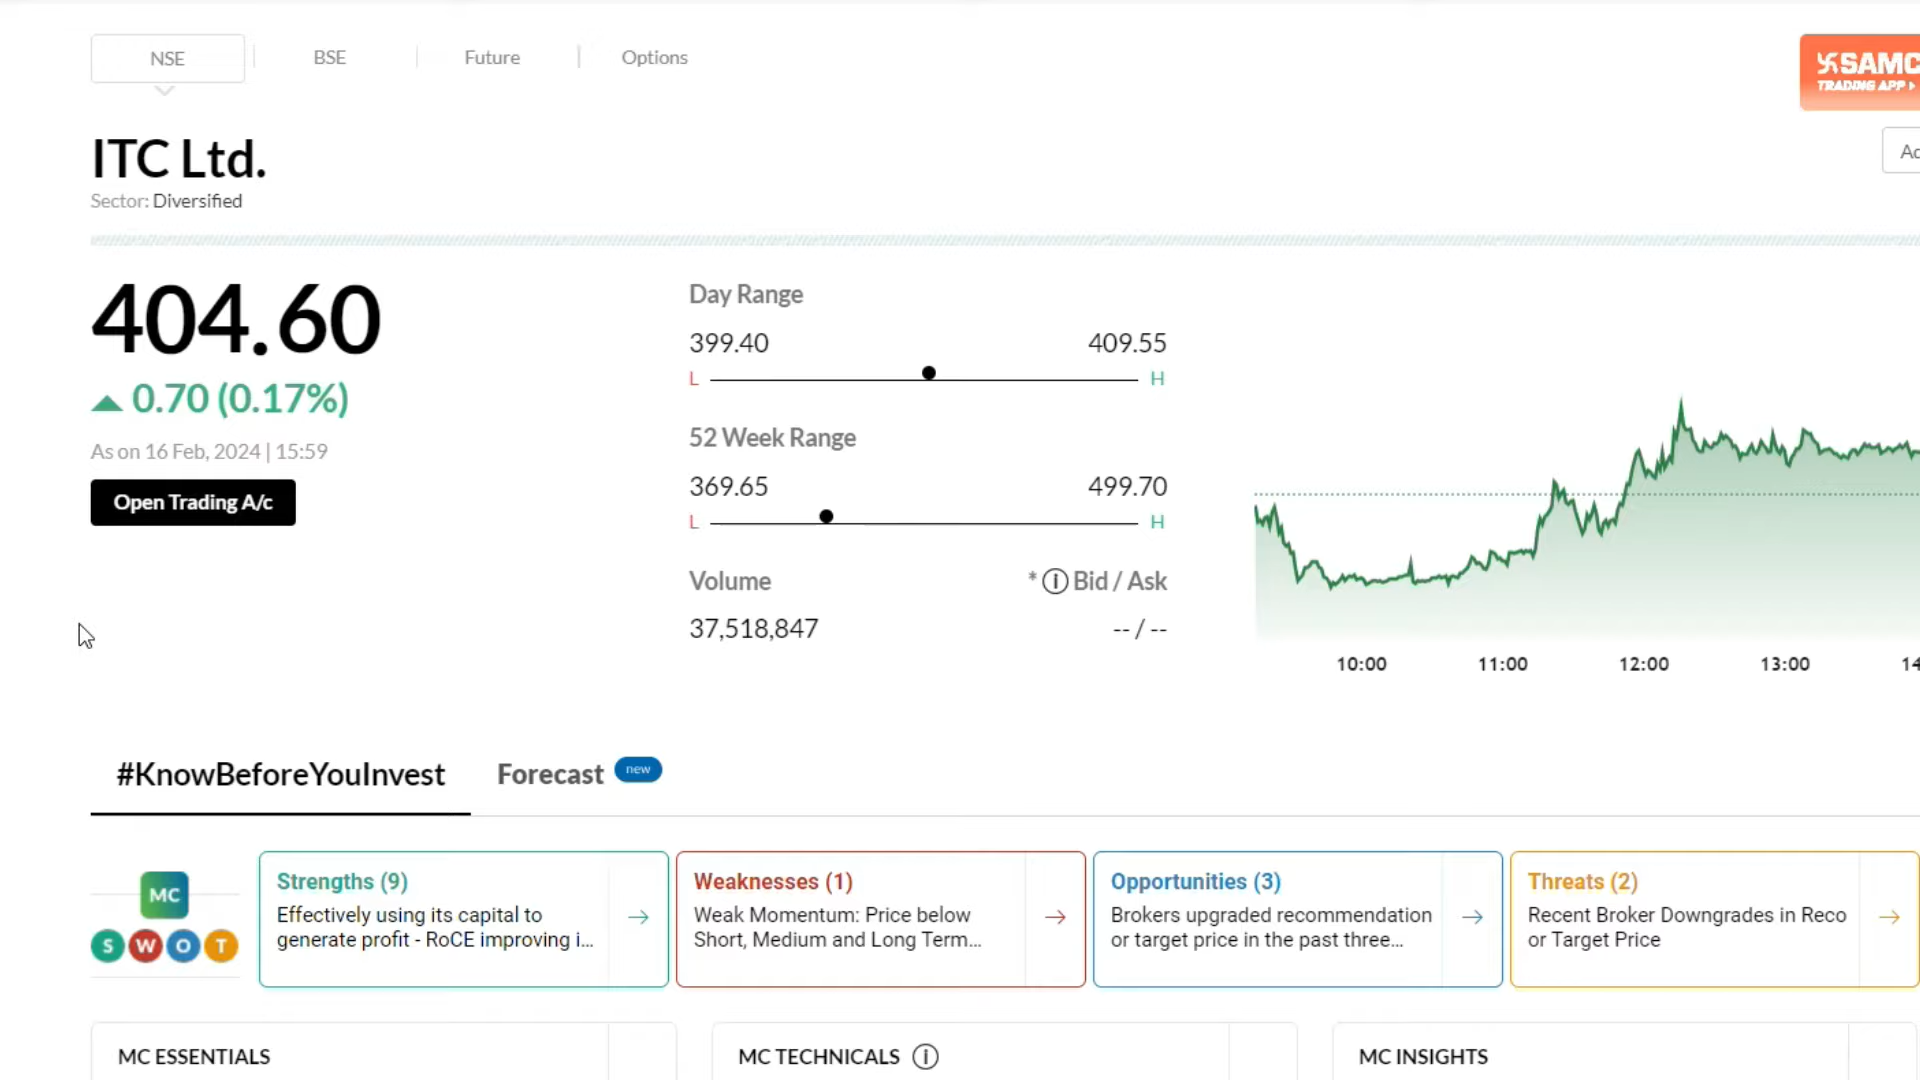 NSE
BSE
Future
Options
SAMC
TRADING APP
ITC Ltd.
Ad
Sector: Diversified
404.60
0.70 (0.17%)
As on 16 Feb, 2024 | 15:59
Open Trading A/c
Day Range
399.40 409.55
L H
52 Week Range
369.65 499.70
L H
Volume * i Bid / Ask
37,518,847 -- / --
10:00 11:00 12:00 13:00 14
#KnowBeforeYouInvest
Forecast new
MC
S W O T
Strengths (9)
Effectively using its capital to
generate profit - RoCE improving i...
Weaknesses (1)
Weak Momentum: Price below
Short, Medium and Long Term...
Opportunities (3)
Brokers upgraded recommendation
or target price in the past three...
Threats (2)
Recent Broker Downgrades in Reco
or Target Price
MC ESSENTIALS
MC TECHNICALS i
MC INSIGHTS